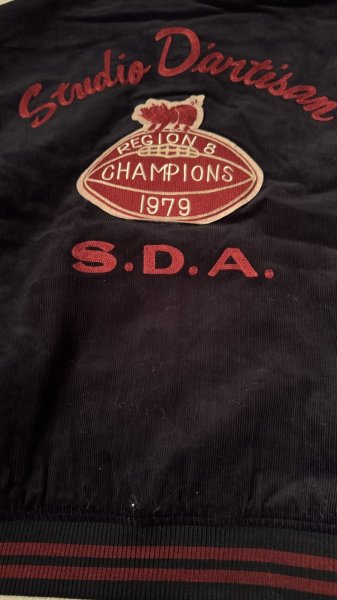 Studio D'artisan
REGION 8
CHAMPIONS
1979
S.D.A.